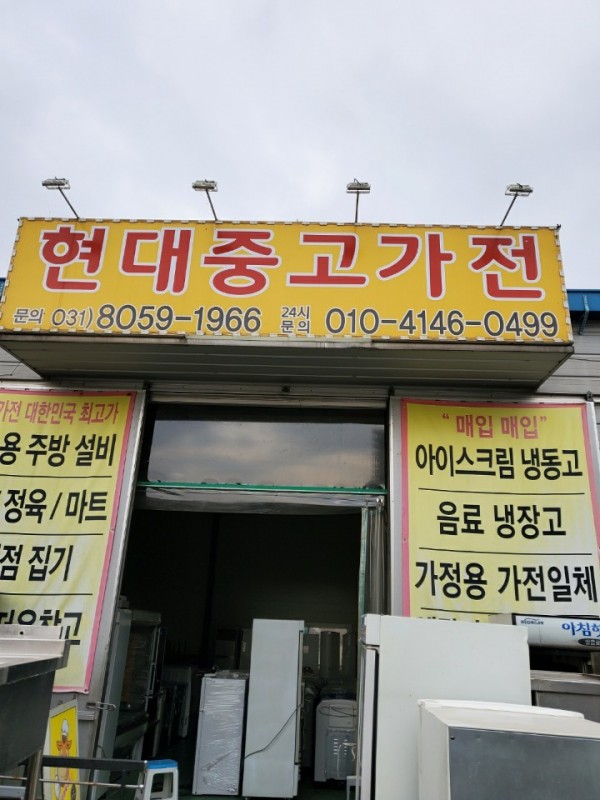 현대중고가전
문의 031) 8059-1966 24시 문의 010-4146-0499
가전 대한민국 최고가
용 주방 설비
정육 / 마트
점 집기
“매입 매입”
아이스크림 냉동고
음료 냉장고
가정용 가전일체